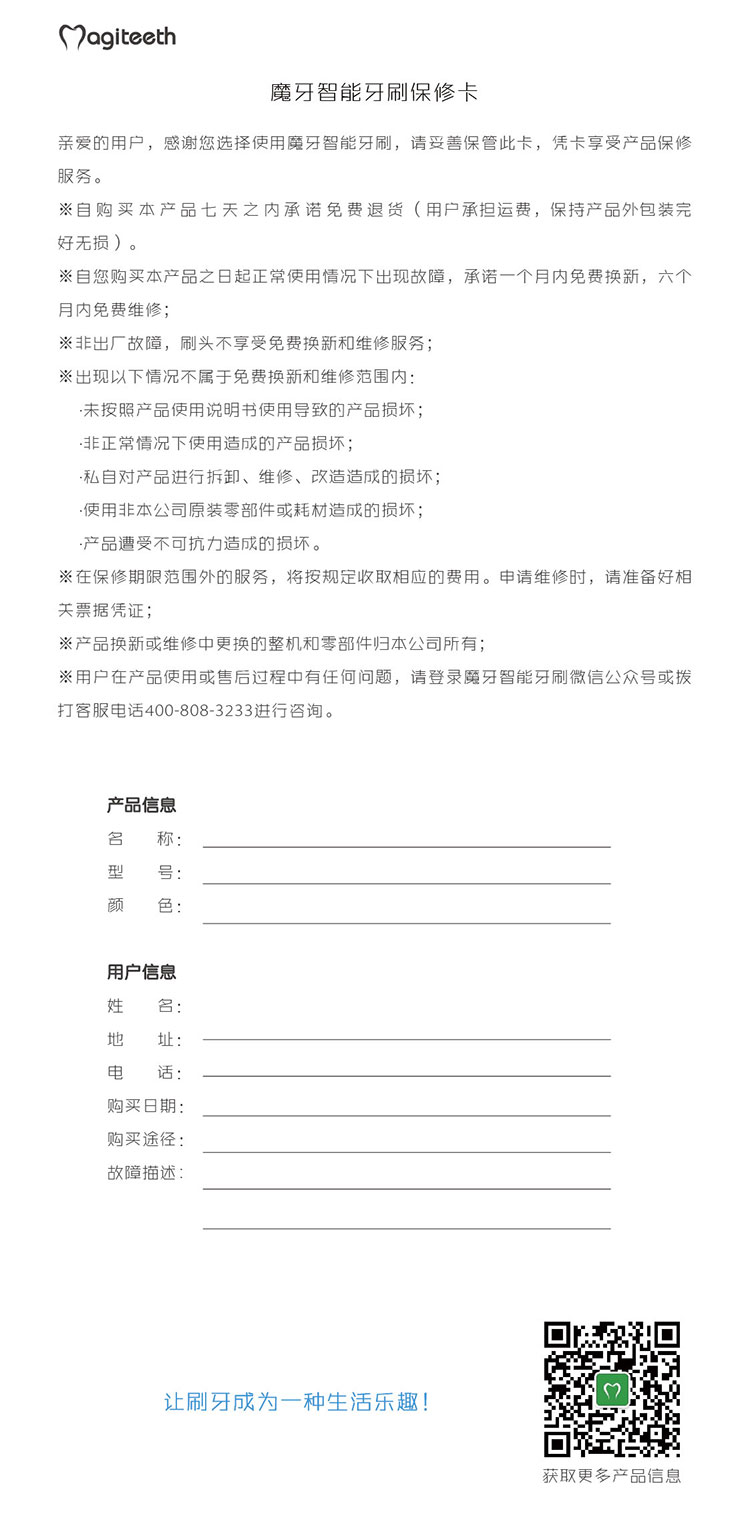 Magiteeth
魔牙智能牙刷保修卡
亲爱的用户，感谢您选择使用魔牙智能牙刷，请妥善保管此卡，凭卡享受产品保修
服务。
※自购买本产品七天之内承诺免费退货（用户承担运费，保持产品外包装完
好无损）。
※自您购买本产品之日起正常使用情况下出现故障，承诺一个月内免费换新，六个
月内免费维修；
※非出厂故障，刷头不享受免费换新和维修服务；
※出现以下情况不属于免费换新和维修范围内：
·未按照产品使用说明书使用导致的产品损坏；
·非正常情况下使用造成的产品损坏；
·私自对产品进行拆卸、维修、改造造成的损坏；
·使用非本公司原装零部件或耗材造成的损坏；
·产品遭受不可抗力造成的损坏。
※在保修期限范围外的服务，将按规定收取相应的费用。申请维修时，请准备好相
关票据凭证；
※产品换新或维修中更换的整机和零部件归本公司所有；
※用户在产品使用或售后过程中有任何问题，请登录魔牙智能牙刷微信公众号或拨
打客服电话400-808-3233进行咨询。
产品信息
名 称：
型 号：
颜 色：
用户信息
姓 名：
地 址：
电 话：
购买日期：
购买途径：
故障描述：
让刷牙成为一种生活乐趣！
获取更多产品信息